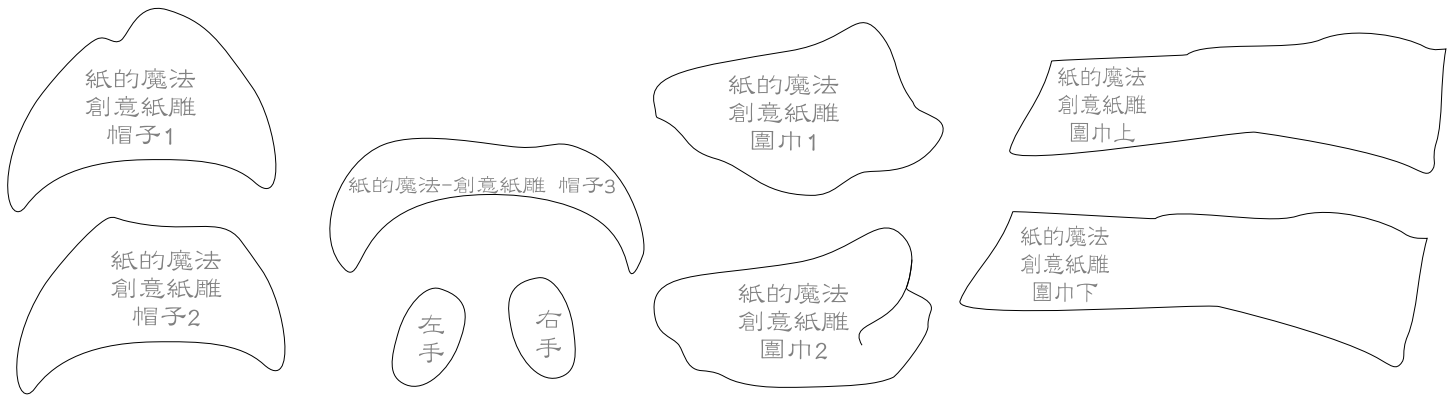 紙的魔法
創意紙雕
帽子1
紙的魔法
創意紙雕
帽子2
紙的魔法-創意紙雕 帽子3
左
手
右
手
紙的魔法
創意紙雕
圍巾1
紙的魔法
創意紙雕
圍巾2
紙的魔法
創意紙雕
圍巾上
紙的魔法
創意紙雕
圍巾下